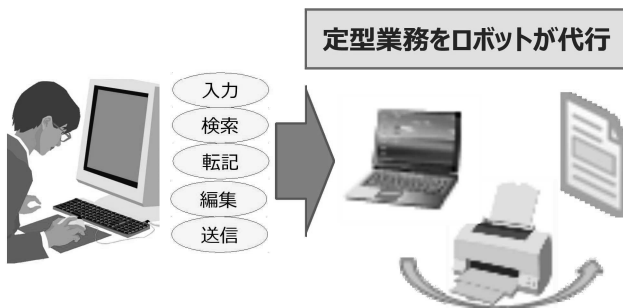 定型業務をロボットが代行
入力
検索
転記
編集
送信